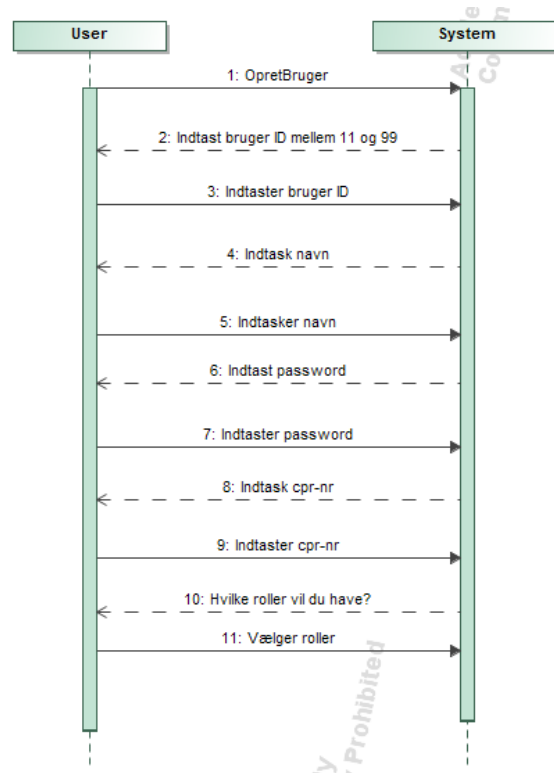 User
System
1: OpretBruger
2: Indtast bruger ID mellem 11 og 99
3: Indtaster bruger ID
4: Indtask navn
5: Indtasker navn
6: Indtast password
7: Indtaster password
8: Indtask cpr-nr
9: Indtaster cpr-nr
10: Hvilke roller vil du have?
11: Vælger roller
Prohibited